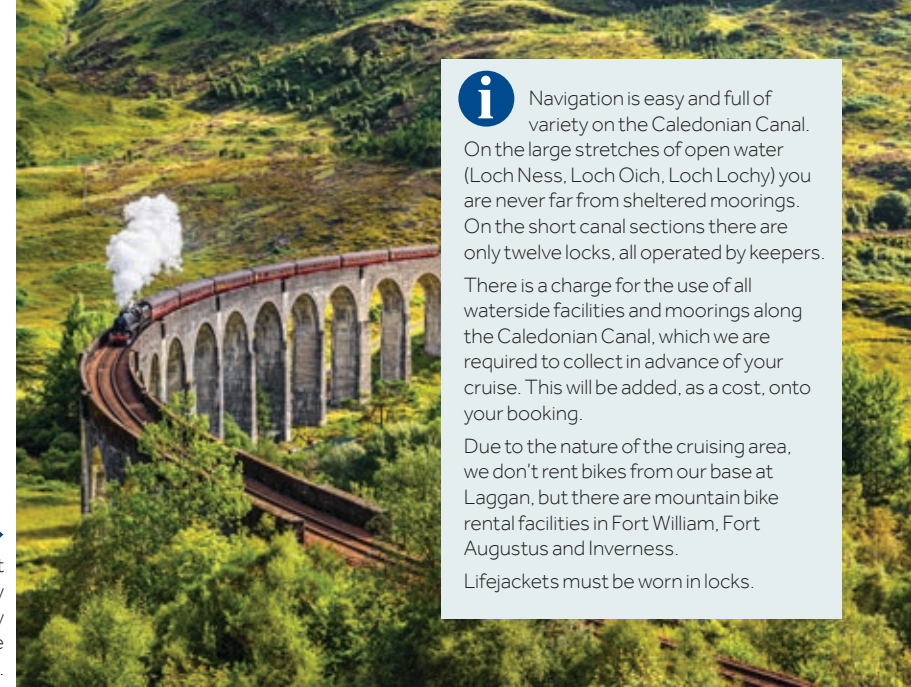 i
Navigation is easy and full of
variety on the Caledonian Canal.
On the large stretches of open water
(Loch Ness, Loch Oich, Loch Lochy) you
are never far from sheltered moorings.
On the short canal sections there are
only twelve locks, all operated by keepers.
There is a charge for the use of all
waterside facilities and moorings along
the Caledonian Canal, which we are
required to collect in advance of your
cruise. This will be added, as a cost, onto
your booking.
Due to the nature of the cruising area,
we don't rent bikes from our base at
Laggan, but there are mountain bike
rental facilities in Fort William, Fort
Augustus and Inverness.
Lifejackets must be worn in locks.